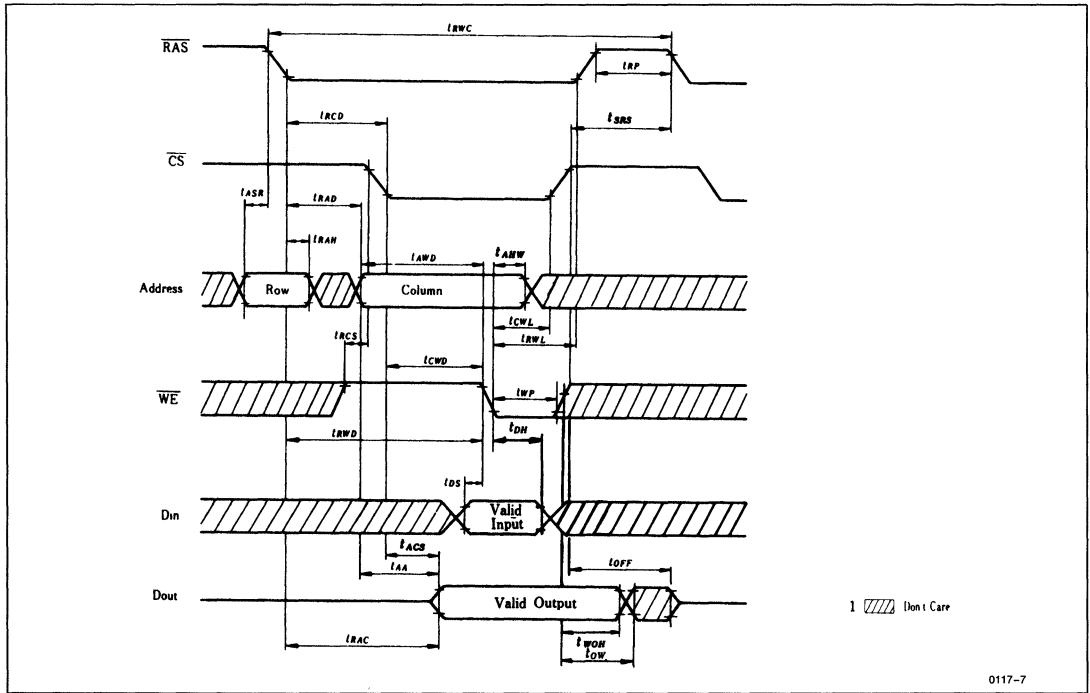 tRWC
RAS
tRP
tRCD
tSRS
CS
tASR
tRAD
tRAH
tAWD
tAHW
Address
Row
Column
tCWL
tRCS
tRWL
tCWD
WE
tWP
tDH
tRWD
tDS
Din
Valid
Input
tACS
tAA
tOFF
Dout
Valid Output
1
Don t Care
tRAC
tWOH
tOW
0117-7